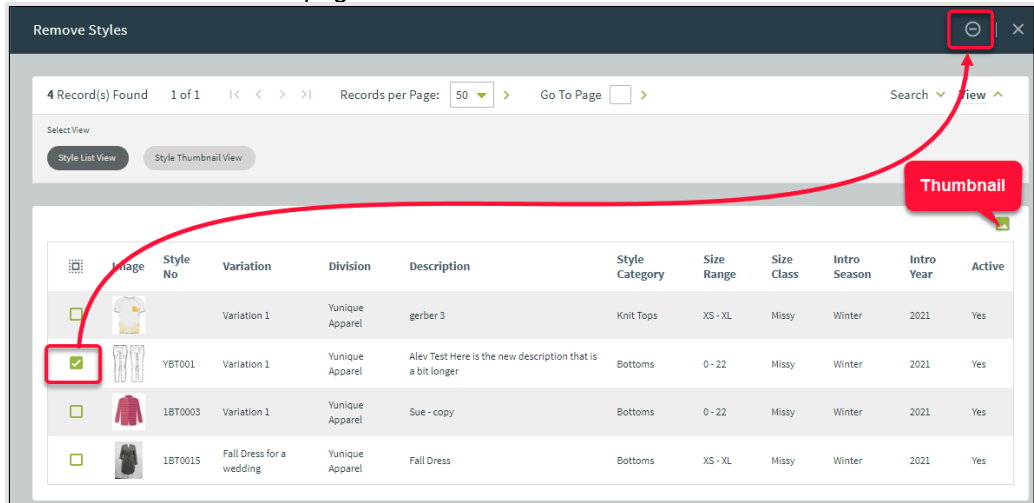 Remove Styles
4 Record(s) Found 1 of 1 Records per Page: 50 Go To Page Search View
Select View
Style List View Style Thumbnail View
Thumbnail
Image Style No Variation Division Description Style Category Size Range Size Class Intro Season Intro Year Active
Variation 1 Yunique Apparel gerber 3 Knit Tops XS - XL Missy Winter 2021 Yes
YBT001 Variation 1 Yunique Apparel Alev Test Here is the new description that is a bit longer Bottoms 0 - 22 Missy Winter 2021 Yes
1BT0003 Variation 1 Yunique Apparel Sue - copy Bottoms 0 - 22 Missy Winter 2021 Yes
1BT0015 Fall Dress for a wedding Yunique Apparel Fall Dress Bottoms XS - XL Missy Winter 2021 Yes